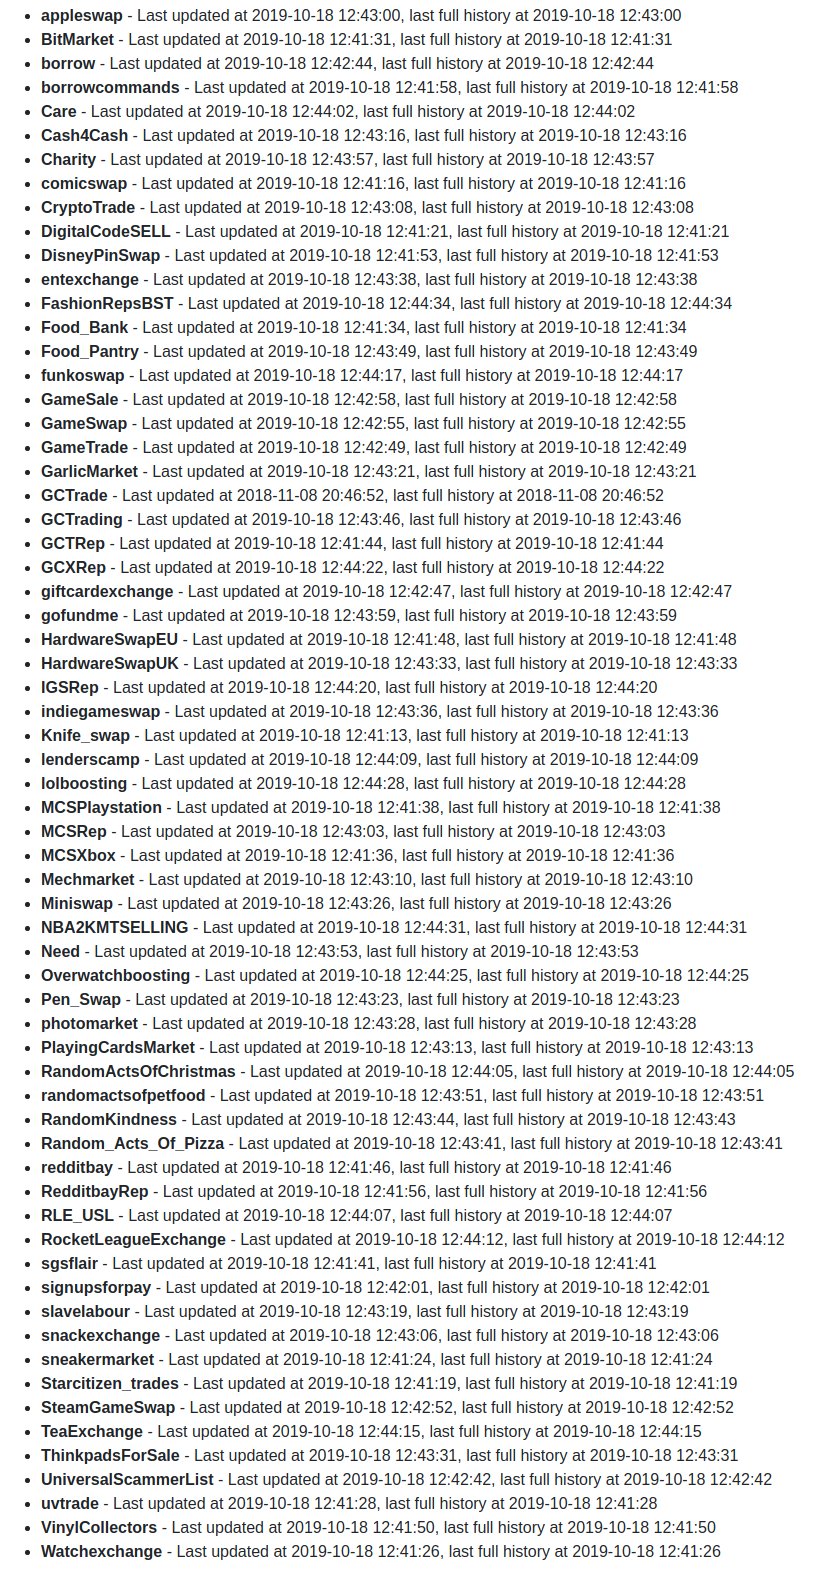 • appleswap - Last updated at 2019-10-18 12:43:00, last full history at 2019-10-18 12:43:00
• BitMarket - Last updated at 2019-10-18 12:41:31, last full history at 2019-10-18 12:41:31
• borrow - Last updated at 2019-10-18 12:42:44, last full history at 2019-10-18 12:42:44
• borrowcommands - Last updated at 2019-10-18 12:41:58, last full history at 2019-10-18 12:41:58
• Care - Last updated at 2019-10-18 12:44:02, last full history at 2019-10-18 12:44:02
• Cash4Cash - Last updated at 2019-10-18 12:43:16, last full history at 2019-10-18 12:43:16
• Charity - Last updated at 2019-10-18 12:43:57, last full history at 2019-10-18 12:43:57
• comicswap - Last updated at 2019-10-18 12:41:16, last full history at 2019-10-18 12:41:16
• CryptoTrade - Last updated at 2019-10-18 12:43:08, last full history at 2019-10-18 12:43:08
• DigitalCodeSELL - Last updated at 2019-10-18 12:41:21, last full history at 2019-10-18 12:41:21
• DisneyPinSwap - Last updated at 2019-10-18 12:41:53, last full history at 2019-10-18 12:41:53
• entexchange - Last updated at 2019-10-18 12:43:38, last full history at 2019-10-18 12:43:38
• FashionRepsBST - Last updated at 2019-10-18 12:44:34, last full history at 2019-10-18 12:44:34
• Food_Bank - Last updated at 2019-10-18 12:41:34, last full history at 2019-10-18 12:41:34
• Food_Pantry - Last updated at 2019-10-18 12:43:49, last full history at 2019-10-18 12:43:49
• funkoswap - Last updated at 2019-10-18 12:44:17, last full history at 2019-10-18 12:44:17
• GameSale - Last updated at 2019-10-18 12:42:58, last full history at 2019-10-18 12:42:58
• GameSwap - Last updated at 2019-10-18 12:42:55, last full history at 2019-10-18 12:42:55
• GameTrade - Last updated at 2019-10-18 12:42:49, last full history at 2019-10-18 12:42:49
• GarlicMarket - Last updated at 2019-10-18 12:43:21, last full history at 2019-10-18 12:43:21
• GCTrade - Last updated at 2018-11-08 20:46:52, last full history at 2018-11-08 20:46:52
• GCTrading - Last updated at 2019-10-18 12:43:46, last full history at 2019-10-18 12:43:46
• GCTRep - Last updated at 2019-10-18 12:41:44, last full history at 2019-10-18 12:41:44
• GCXRep - Last updated at 2019-10-18 12:44:22, last full history at 2019-10-18 12:44:22
• giftcardexchange - Last updated at 2019-10-18 12:42:47, last full history at 2019-10-18 12:42:47
• gofundme - Last updated at 2019-10-18 12:43:59, last full history at 2019-10-18 12:43:59
• HardwareSwapEU - Last updated at 2019-10-18 12:41:48, last full history at 2019-10-18 12:41:48
• HardwareSwapUK - Last updated at 2019-10-18 12:43:33, last full history at 2019-10-18 12:43:33
• IGSRep - Last updated at 2019-10-18 12:44:20, last full history at 2019-10-18 12:44:20
• indiegameswap - Last updated at 2019-10-18 12:43:36, last full history at 2019-10-18 12:43:36
• Knife_swap - Last updated at 2019-10-18 12:41:13, last full history at 2019-10-18 12:41:13
• lenderscamp - Last updated at 2019-10-18 12:44:09, last full history at 2019-10-18 12:44:09
• lolboosting - Last updated at 2019-10-18 12:44:28, last full history at 2019-10-18 12:44:28
• MCSPlaystation - Last updated at 2019-10-18 12:41:38, last full history at 2019-10-18 12:41:38
• MCSRep - Last updated at 2019-10-18 12:43:03, last full history at 2019-10-18 12:43:03
• MCSXbox - Last updated at 2019-10-18 12:41:36, last full history at 2019-10-18 12:41:36
• Mechmarket - Last updated at 2019-10-18 12:43:10, last full history at 2019-10-18 12:43:10
• Miniswap - Last updated at 2019-10-18 12:43:26, last full history at 2019-10-18 12:43:26
• NBA2KMTSELLING - Last updated at 2019-10-18 12:44:31, last full history at 2019-10-18 12:44:31
• Need - Last updated at 2019-10-18 12:43:53, last full history at 2019-10-18 12:43:53
• Overwatchboosting - Last updated at 2019-10-18 12:44:25, last full history at 2019-10-18 12:44:25
• Pen_Swap - Last updated at 2019-10-18 12:43:23, last full history at 2019-10-18 12:43:23
• photomarket - Last updated at 2019-10-18 12:43:28, last full history at 2019-10-18 12:43:28
• PlayingCardsMarket - Last updated at 2019-10-18 12:43:13, last full history at 2019-10-18 12:43:13
• RandomActsOfChristmas - Last updated at 2019-10-18 12:44:05, last full history at 2019-10-18 12:44:05
• randomactsofpetfood - Last updated at 2019-10-18 12:43:51, last full history at 2019-10-18 12:43:51
• RandomKindness - Last updated at 2019-10-18 12:43:44, last full history at 2019-10-18 12:43:43
• Random_Acts_Of_Pizza - Last updated at 2019-10-18 12:43:41, last full history at 2019-10-18 12:43:41
• redditbay - Last updated at 2019-10-18 12:41:46, last full history at 2019-10-18 12:41:46
• RedditbayRep - Last updated at 2019-10-18 12:41:56, last full history at 2019-10-18 12:41:56
• RLE_USL - Last updated at 2019-10-18 12:44:07, last full history at 2019-10-18 12:44:07
• RocketLeagueExchange - Last updated at 2019-10-18 12:44:12, last full history at 2019-10-18 12:44:12
• sgsflair - Last updated at 2019-10-18 12:41:41, last full history at 2019-10-18 12:41:41
• signupsforpay - Last updated at 2019-10-18 12:42:01, last full history at 2019-10-18 12:42:01
• slavelabour - Last updated at 2019-10-18 12:43:19, last full history at 2019-10-18 12:43:19
• snackexchange - Last updated at 2019-10-18 12:43:06, last full history at 2019-10-18 12:43:06
• sneakermarket - Last updated at 2019-10-18 12:41:24, last full history at 2019-10-18 12:41:24
• Starcitizen_trades - Last updated at 2019-10-18 12:41:19, last full history at 2019-10-18 12:41:19
• SteamGameSwap - Last updated at 2019-10-18 12:42:52, last full history at 2019-10-18 12:42:52
• TeaExchange - Last updated at 2019-10-18 12:44:15, last full history at 2019-10-18 12:44:15
• ThinkpadsForSale - Last updated at 2019-10-18 12:43:31, last full history at 2019-10-18 12:43:31
• UniversalScammerList - Last updated at 2019-10-18 12:42:42, last full history at 2019-10-18 12:42:42
• uvtrade - Last updated at 2019-10-18 12:41:28, last full history at 2019-10-18 12:41:28
• VinylCollectors - Last updated at 2019-10-18 12:41:50, last full history at 2019-10-18 12:41:50
• Watchexchange - Last updated at 2019-10-18 12:41:26, last full history at 2019-10-18 12:41:26